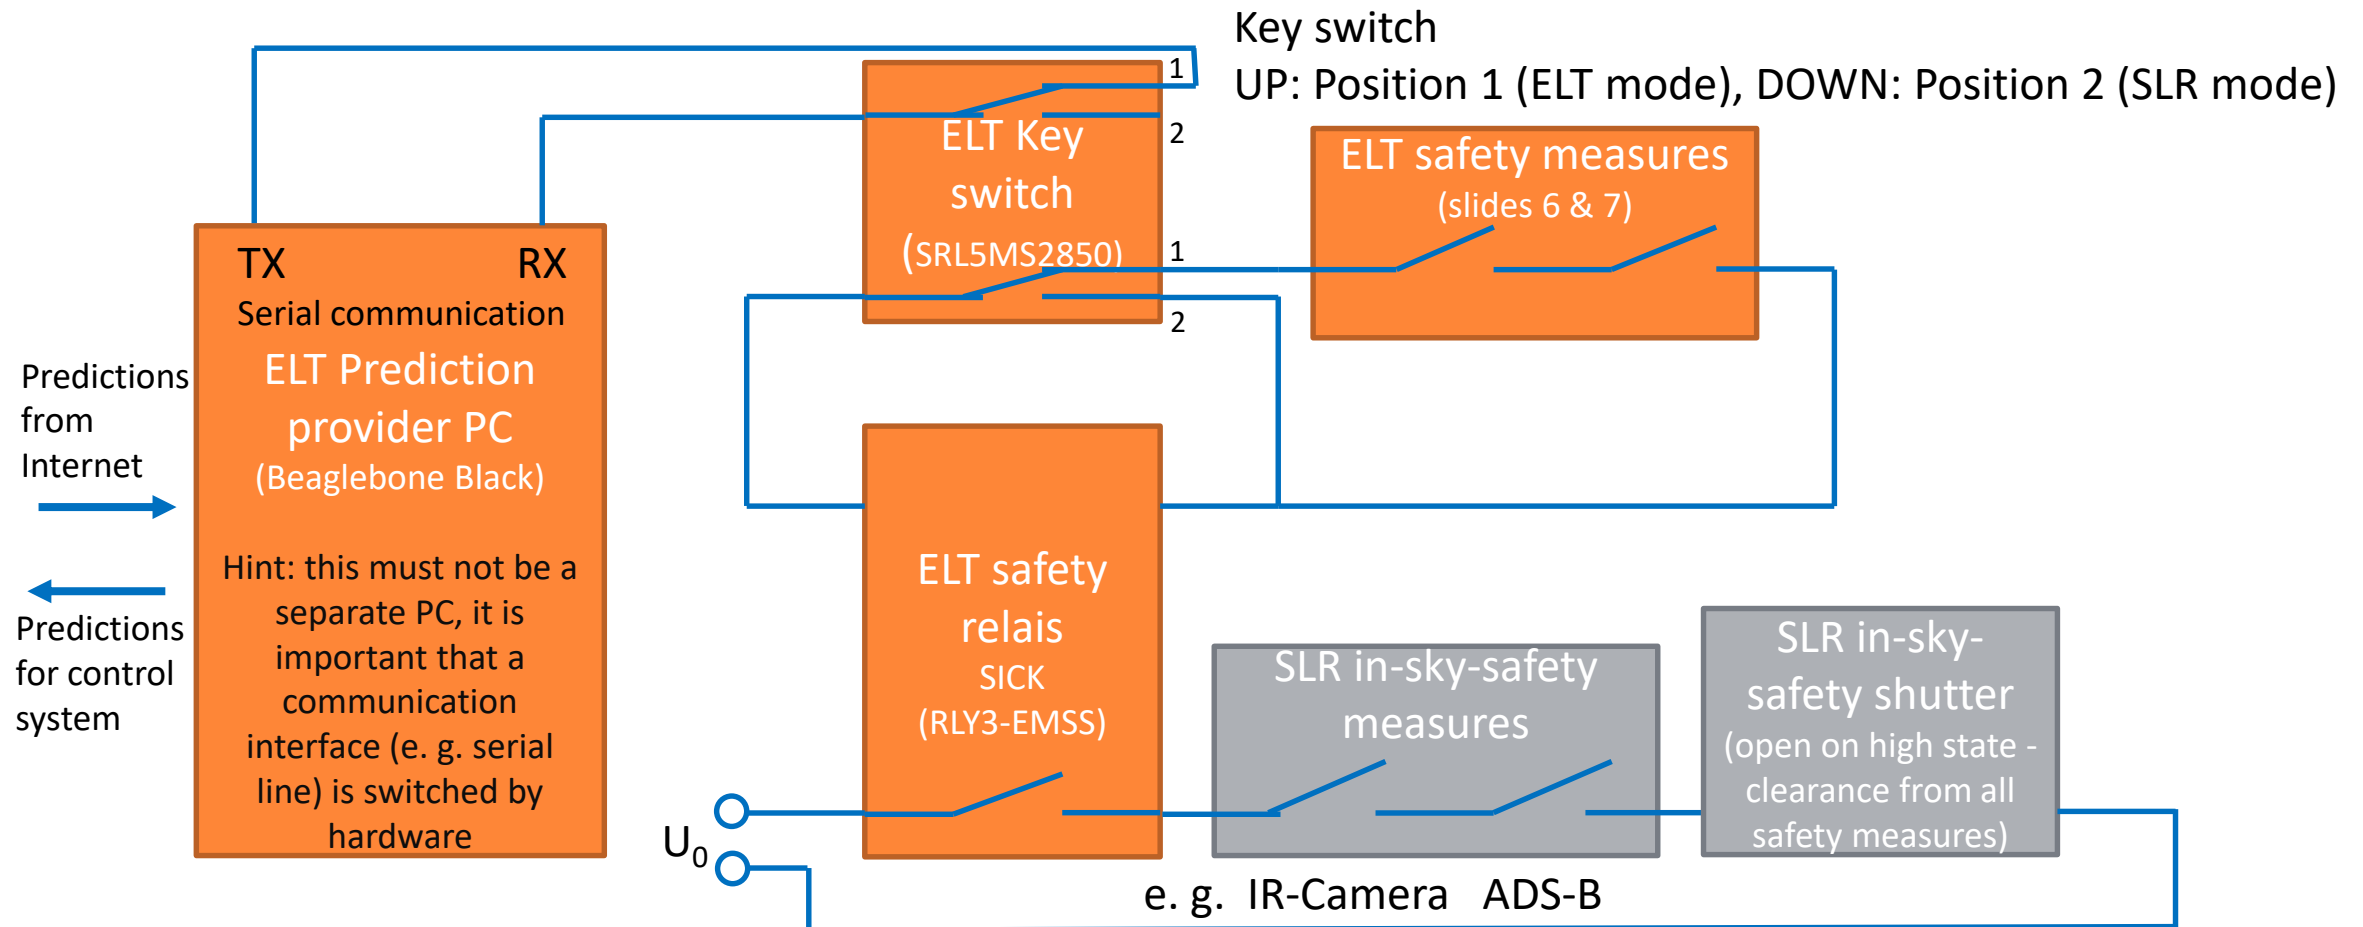 Key switch
UP: Position 1 (ELT mode), DOWN: Position 2 (SLR mode)
1
2
ELT Key
switch
(SRL5MS2850)
1
2
ELT safety measures
(slides 6 & 7)
TX RX
Serial communication
ELT Prediction
provider PC
(Beaglebone Black)
Hint: this must not be a
separate PC, it is
important that a
communication
interface (e. g. serial
line) is switched by
hardware
Predictions
from
Internet
Predictions
for control
system
ELT safety
relais
SICK
(RLY3-EMSS)
U₀
SLR in-sky-safety
measures
SLR in-sky-
safety shutter
(open on high state -
clearance from all
safety measures)
e. g. IR-Camera ADS-B